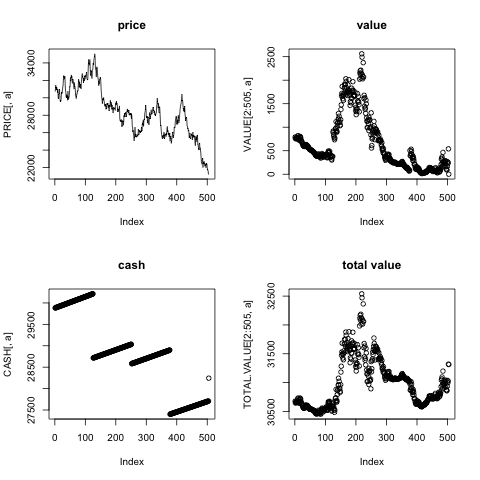 price
PRICE[, a]
22000 25000 28000 34000
0 100 200 300 400 500
Index
value
VALUE[2:505, a]
0 500 1500 2500
0 100 200 300 400 500
Index
cash
CASH[, a]
27500 28500 29500
0 100 200 300 400 500
Index
total value
TOTAL.VALUE[2:505, a]
30500 31500 32500
0 100 200 300 400 500
Index